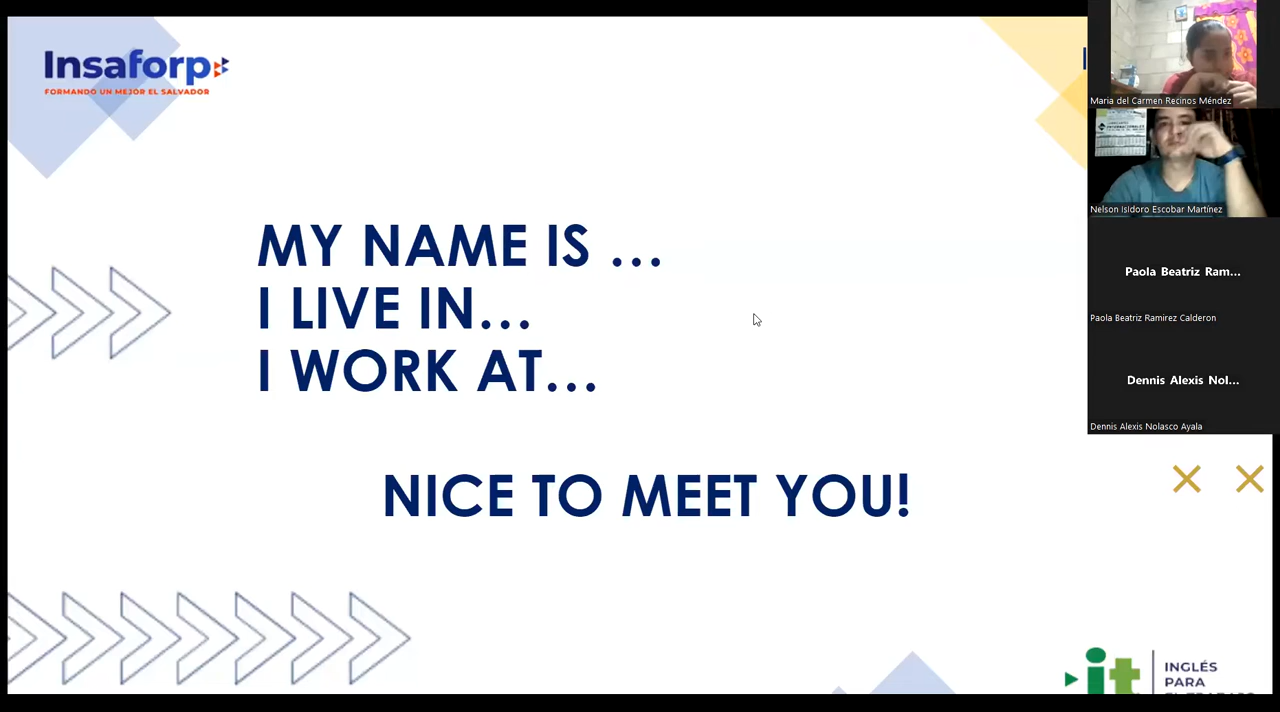 Insaforp
FORMANDO UN MEJOR EL SALVADOR
MY NAME IS ...
I LIVE IN...
I WORK AT...
NICE TO MEET YOU!
Maria del Carmen Recinos Méndez
Nelson Isidoro Escobar Martínez
Paola Beatriz Ram...
Paola Beatriz Ramirez Calderon
Dennis Alexis Nol...
Dennis Alexis Nolasco Ayala
it
INGLÉS
PARA